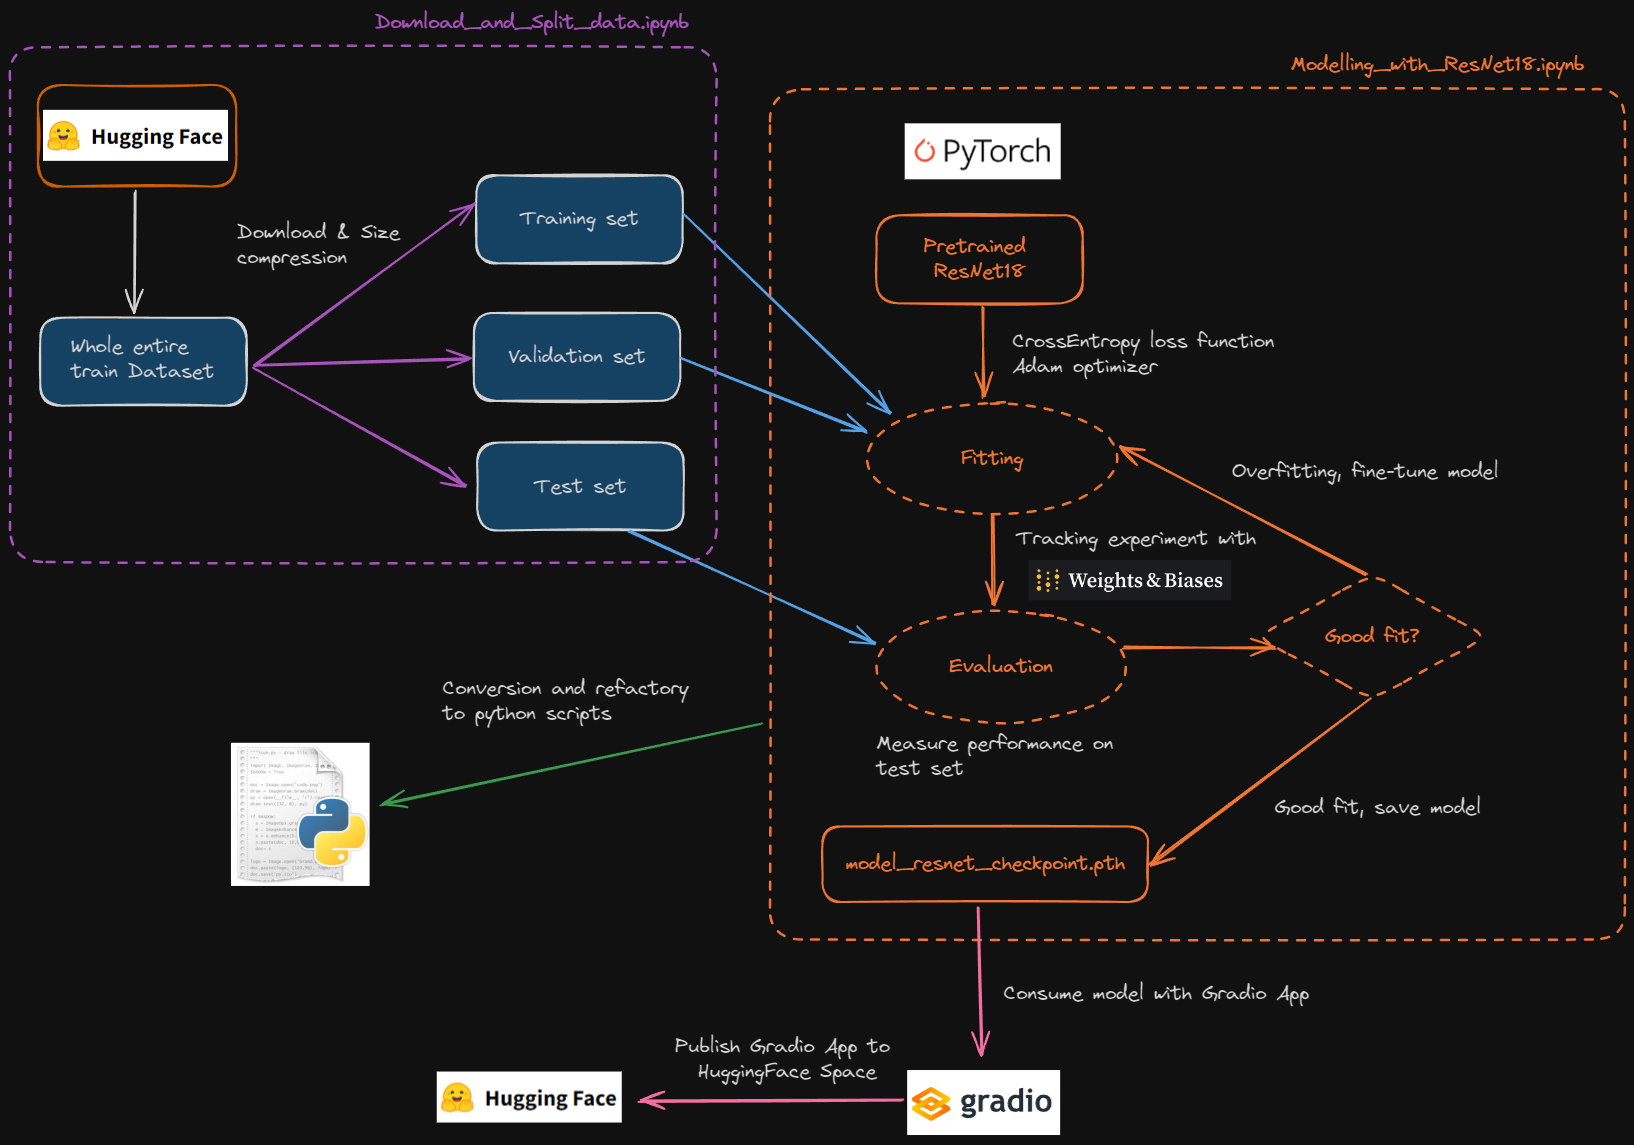 Download_and_Split_data.ipynb
Hugging Face
Download & Size
compression
Whole entire
train Dataset
Training set
Validation set
Test set
Modelling_with_ResNet18.ipynb
PyTorch
Pretrained
ResNet18
CrossEntropy loss function
Adam optimizer
Fitting
Overfitting, fine-tune model
Tracking experiment with
Weights & Biases
Good fit?
Evaluation
Measure performance on
test set
Good fit, save model
model_resnet_checkpoint.pth
Conversion and refactory
to python scripts
Consume model with Gradio App
gradio
Publish Gradio App to
HuggingFace Space
Hugging Face